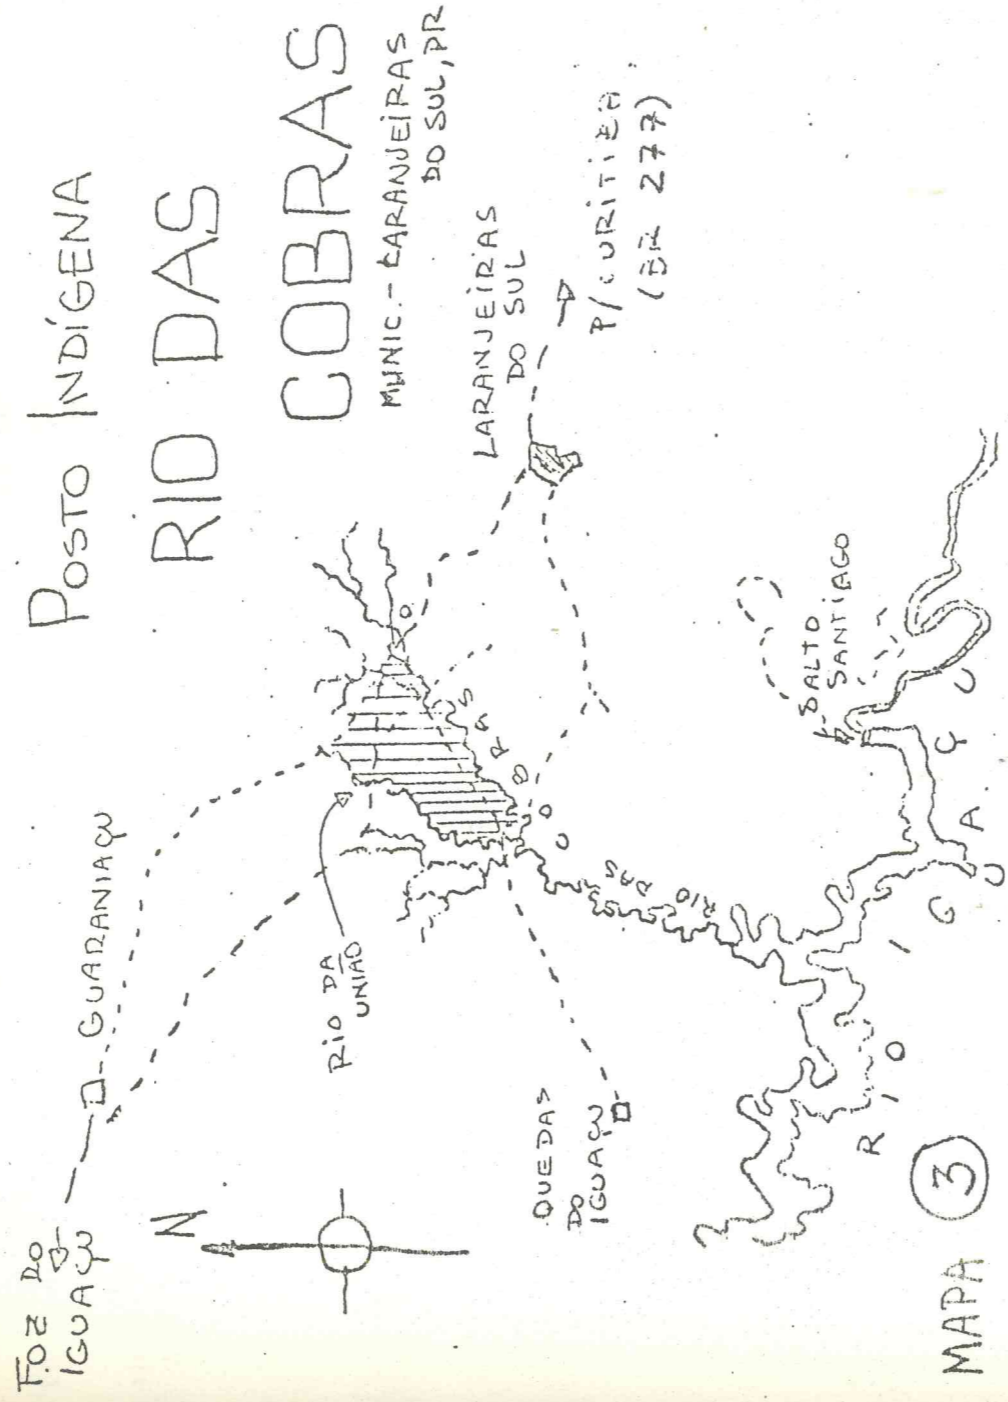 POSTO INDÍGENA
RIO DAS
COBRAS
MUNIC.- LARANJEIRAS
DO SUL, PR
FOZ DO
IGUAÇU
GUARANIAÇU
N
RIO DA
UNIÃO
LARANJEIRAS
DO SUL
P/CURITIBA
(BR 277)
QUEDAS
DO
IGUAÇU
RIO DAS
COBRAS
SALTO
SANTIAGO
RIO IGUAÇU
MAPA 3